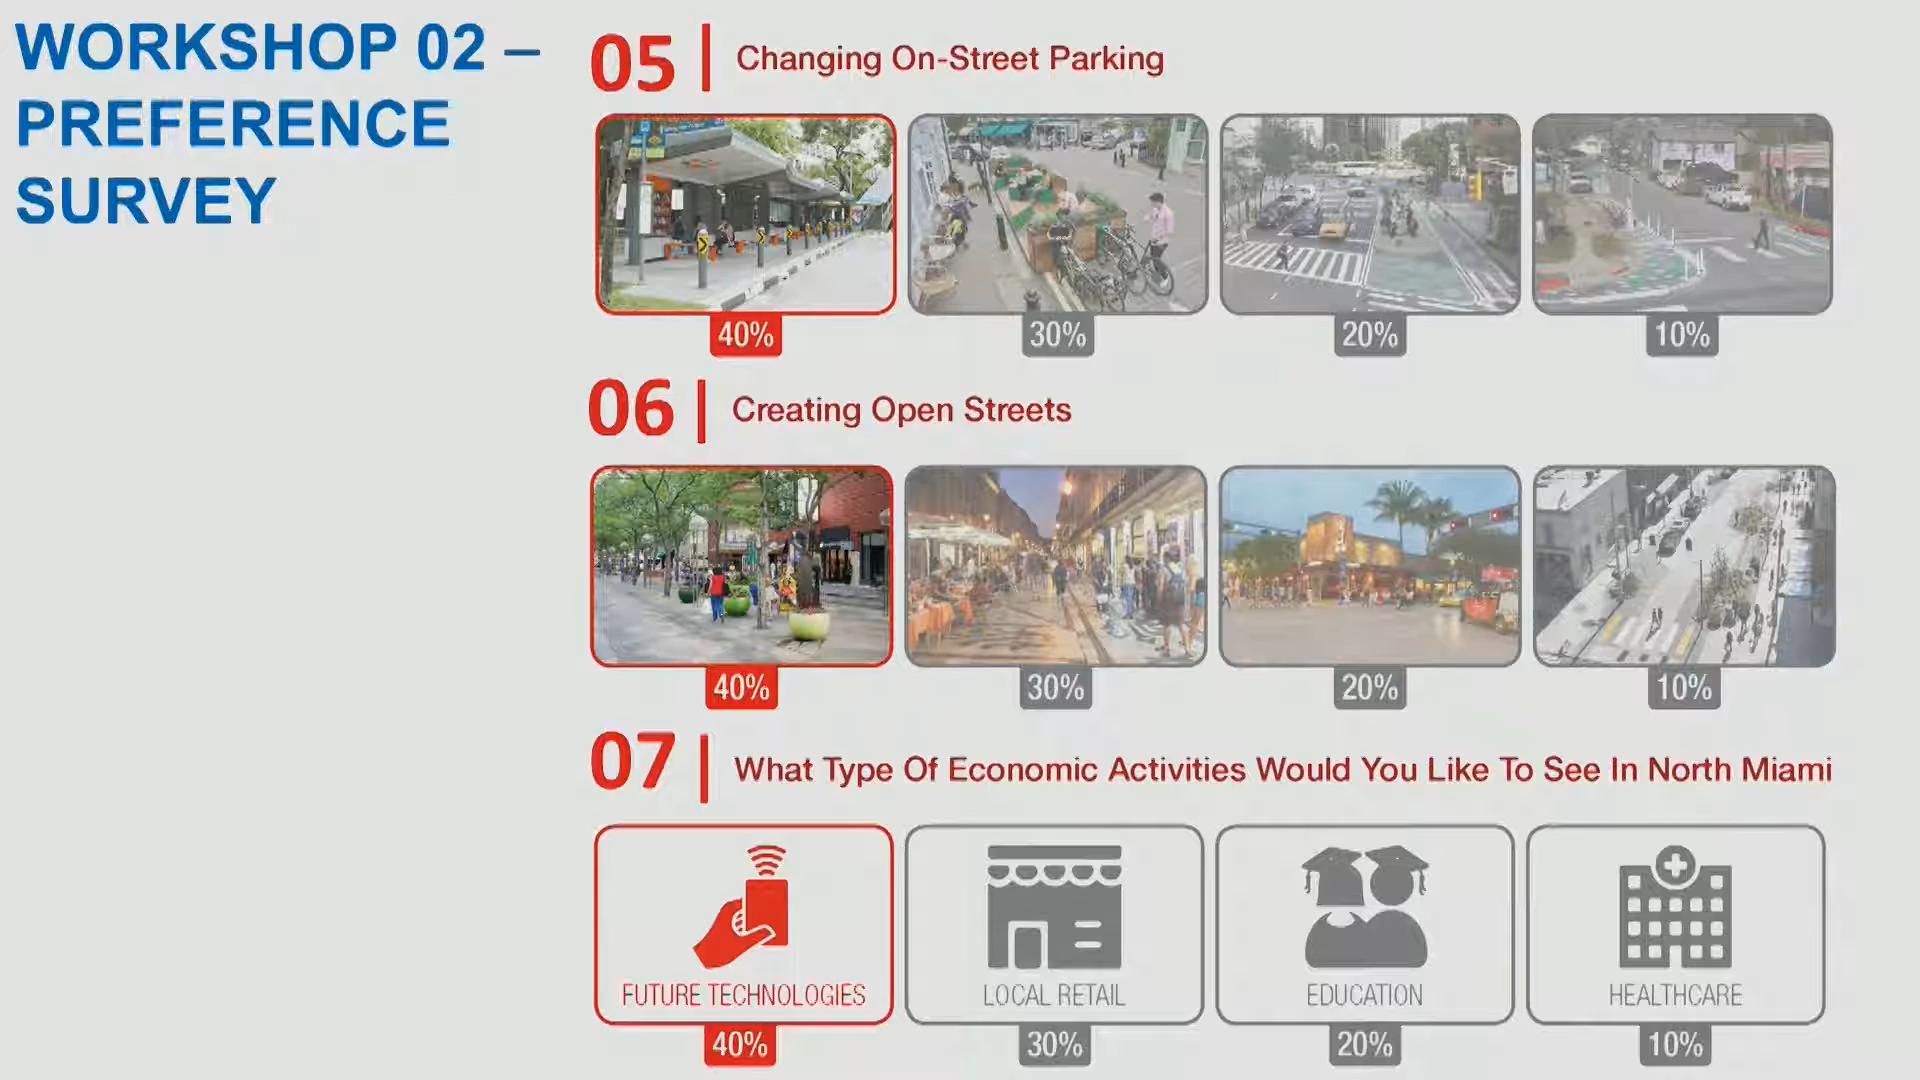 WORKSHOP 02 –
PREFERENCE
SURVEY
05 | Changing On-Street Parking
40% 30% 20% 10%
06 | Creating Open Streets
40% 30% 20% 10%
07 | What Type Of Economic Activities Would You Like To See In North Miami
FUTURE TECHNOLOGIES LOCAL RETAIL EDUCATION HEALTHCARE
40% 30% 20% 10%